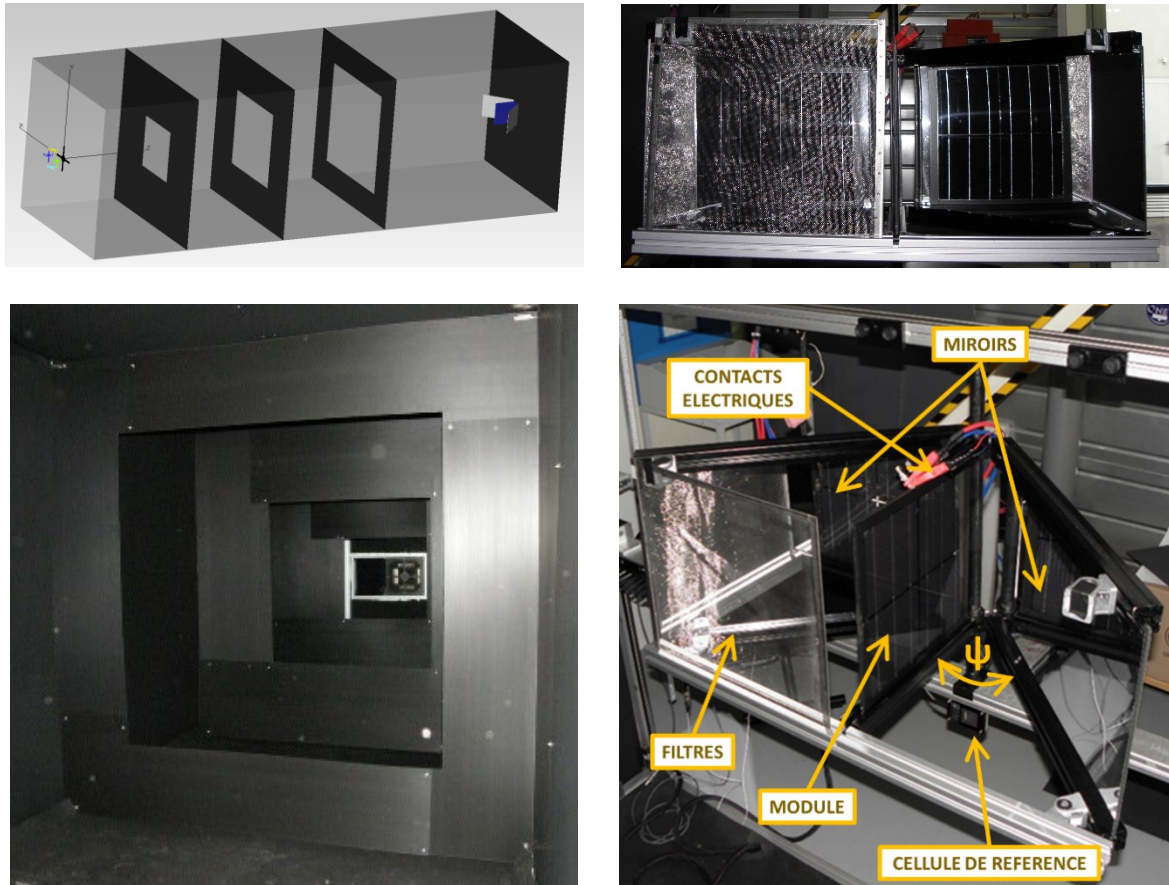 MIROIRS
CONTACTS
ELECTRIQUES
Ψ
FILTRES
MODULE
CELLULE DE REFERENCE